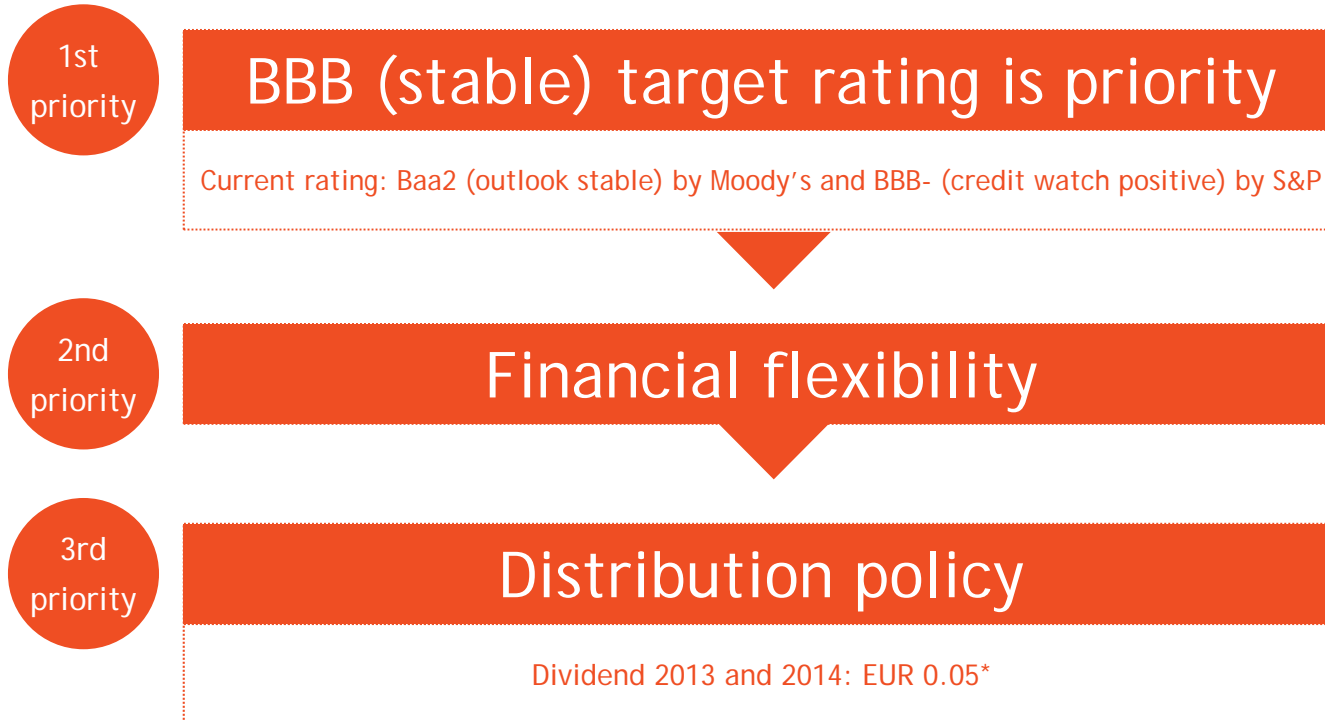 1st
priority
BBB (stable) target rating is priority
Current rating: Baa2 (outlook stable) by Moody’s and BBB- (credit watch positive) by S&P
2nd
priority
Financial flexibility
3rd
priority
Distribution policy
Dividend 2013 and 2014: EUR 0.05*